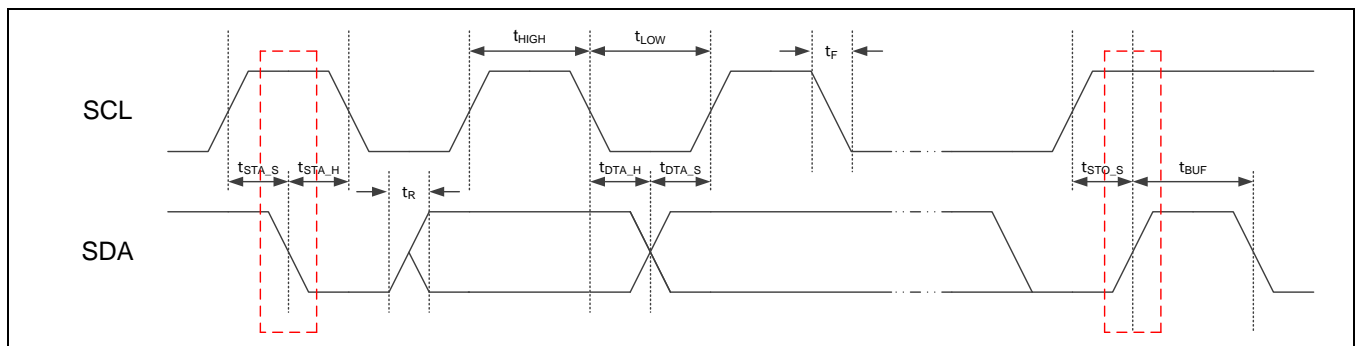 tHIGH tLOW tF
SCL
tSTA_S tSTA_H tR tDTA_H tDTA_S tSTO_S tBUF
SDA